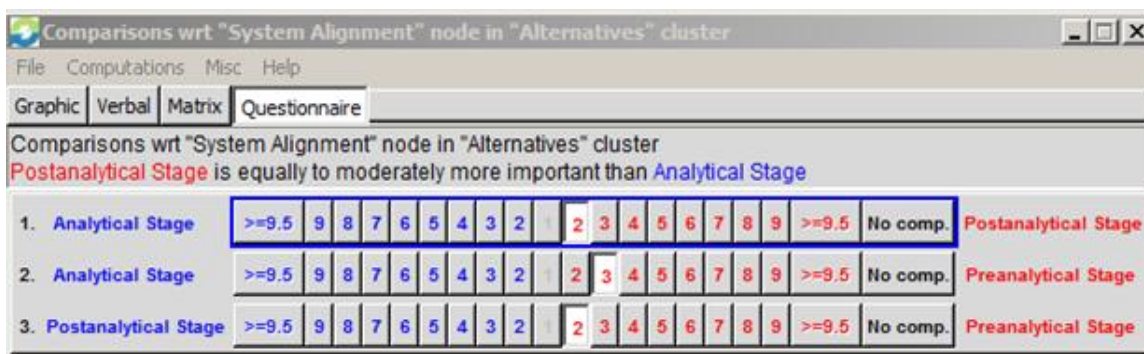 Comparisons wrt "System Alignment" node in "Alternatives" cluster
File Computations Misc Help
Graphic Verbal Matrix Questionnaire
Comparisons wrt "System Alignment" node in "Alternatives" cluster
Postanalytical Stage is equally to moderately more important than Analytical Stage
1. Analytical Stage >=9.5 9 8 7 6 5 4 3 2 1 2 3 4 5 6 7 8 9 >=9.5 No comp. Postanalytical Stage
2. Analytical Stage >=9.5 9 8 7 6 5 4 3 2 1 2 3 4 5 6 7 8 9 >=9.5 No comp. Preanalytical Stage
3. Postanalytical Stage >=9.5 9 8 7 6 5 4 3 2 1 2 3 4 5 6 7 8 9 >=9.5 No comp. Preanalytical Stage